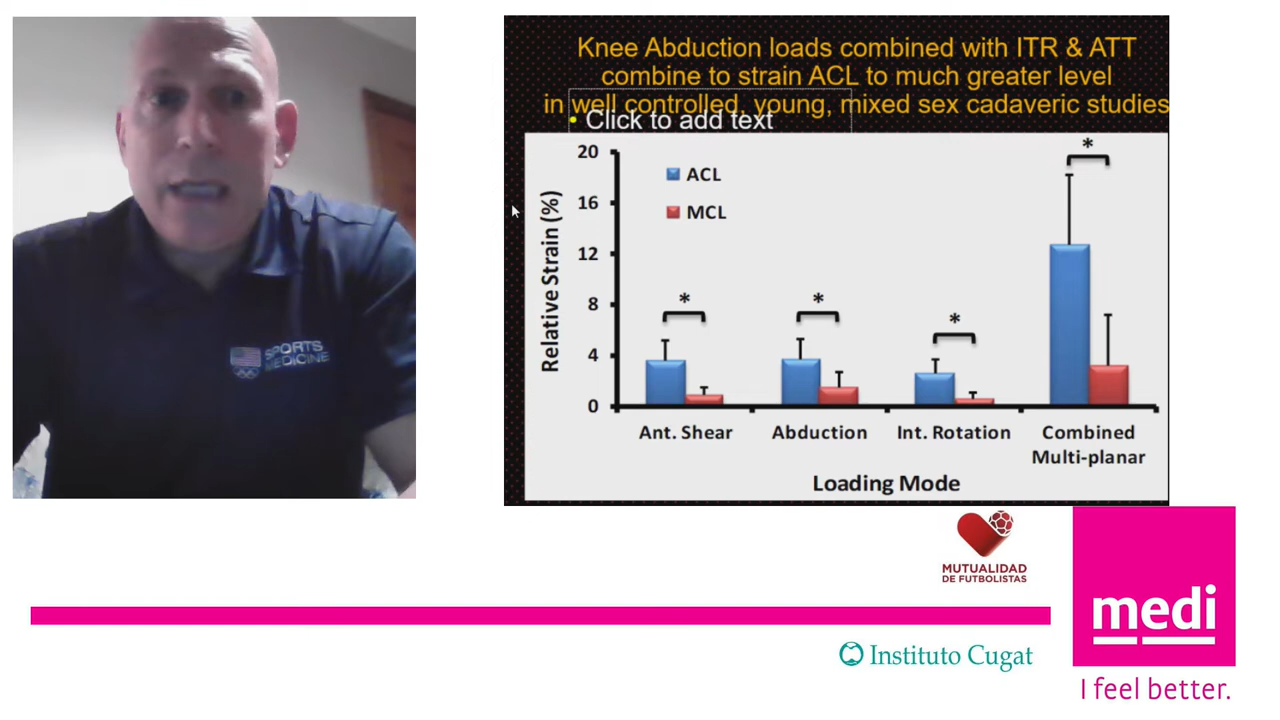 Knee Abduction loads combined with ITR & ATT
combine to strain ACL to much greater level
in well controlled, young, mixed sex cadaveric studies
• Click to add text
20
16
12
8
4
0
Relative Strain (%)
ACL
MCL
*
*
*
*
Ant. Shear
Abduction
Int. Rotation
Combined
Multi-planar
Loading Mode
SPORTS
MEDICINE
MUTUALIDAD
DE FUTBOLISTAS
medi
I feel better.
Instituto Cugat